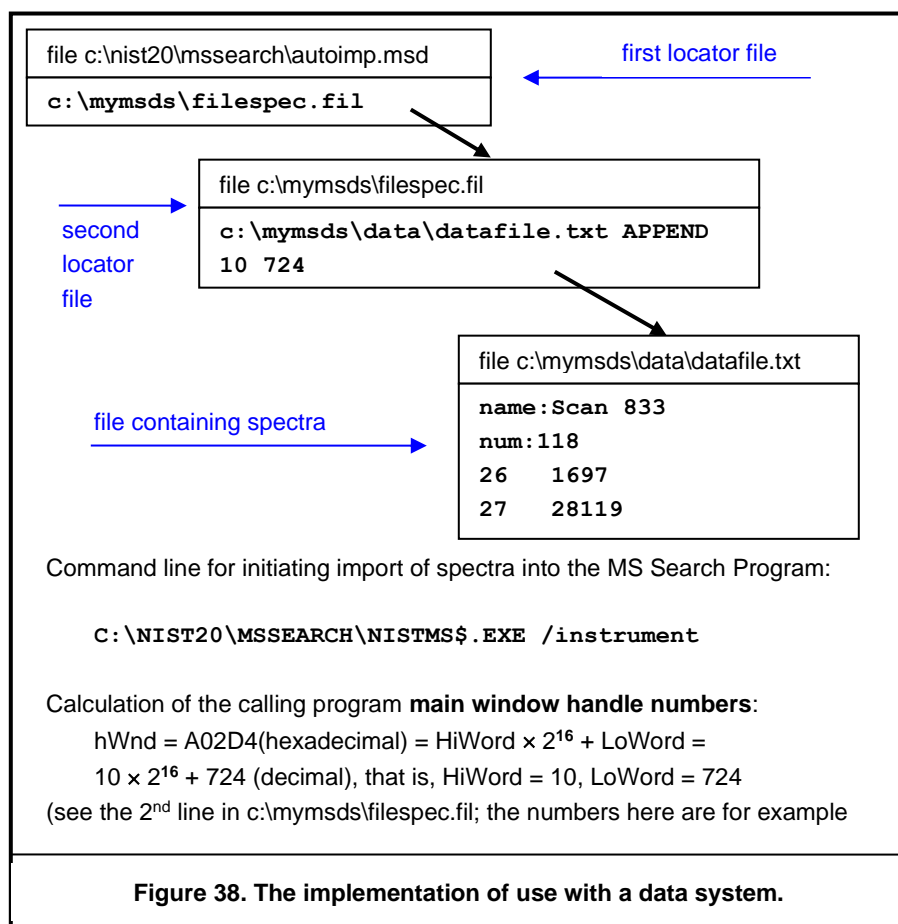 file c:\nist20\mssearch\autoimp.msd
c:\mymsds\filespec.fil
first locator file
file c:\mymsds\filespec.fil
c:\mymsds\data\datafile.txt APPEND
10 724
second
locator
file
file c:\mymsds\data\datafile.txt
name:Scan 833
num:118
26 1697
27 28119
file containing spectra
Command line for initiating import of spectra into the MS Search Program:
C:\NIST20\MSSEARCH\NISTMS$.EXE /instrument
Calculation of the calling program main window handle numbers:
hWnd = A02D4(hexadecimal) = HiWord × 2¹⁶ + LoWord =
10 × 2¹⁶ + 724 (decimal), that is, HiWord = 10, LoWord = 724
(see the 2ⁿᵈ line in c:\mymsds\filespec.fil; the numbers here are for example
Figure 38. The implementation of use with a data system.